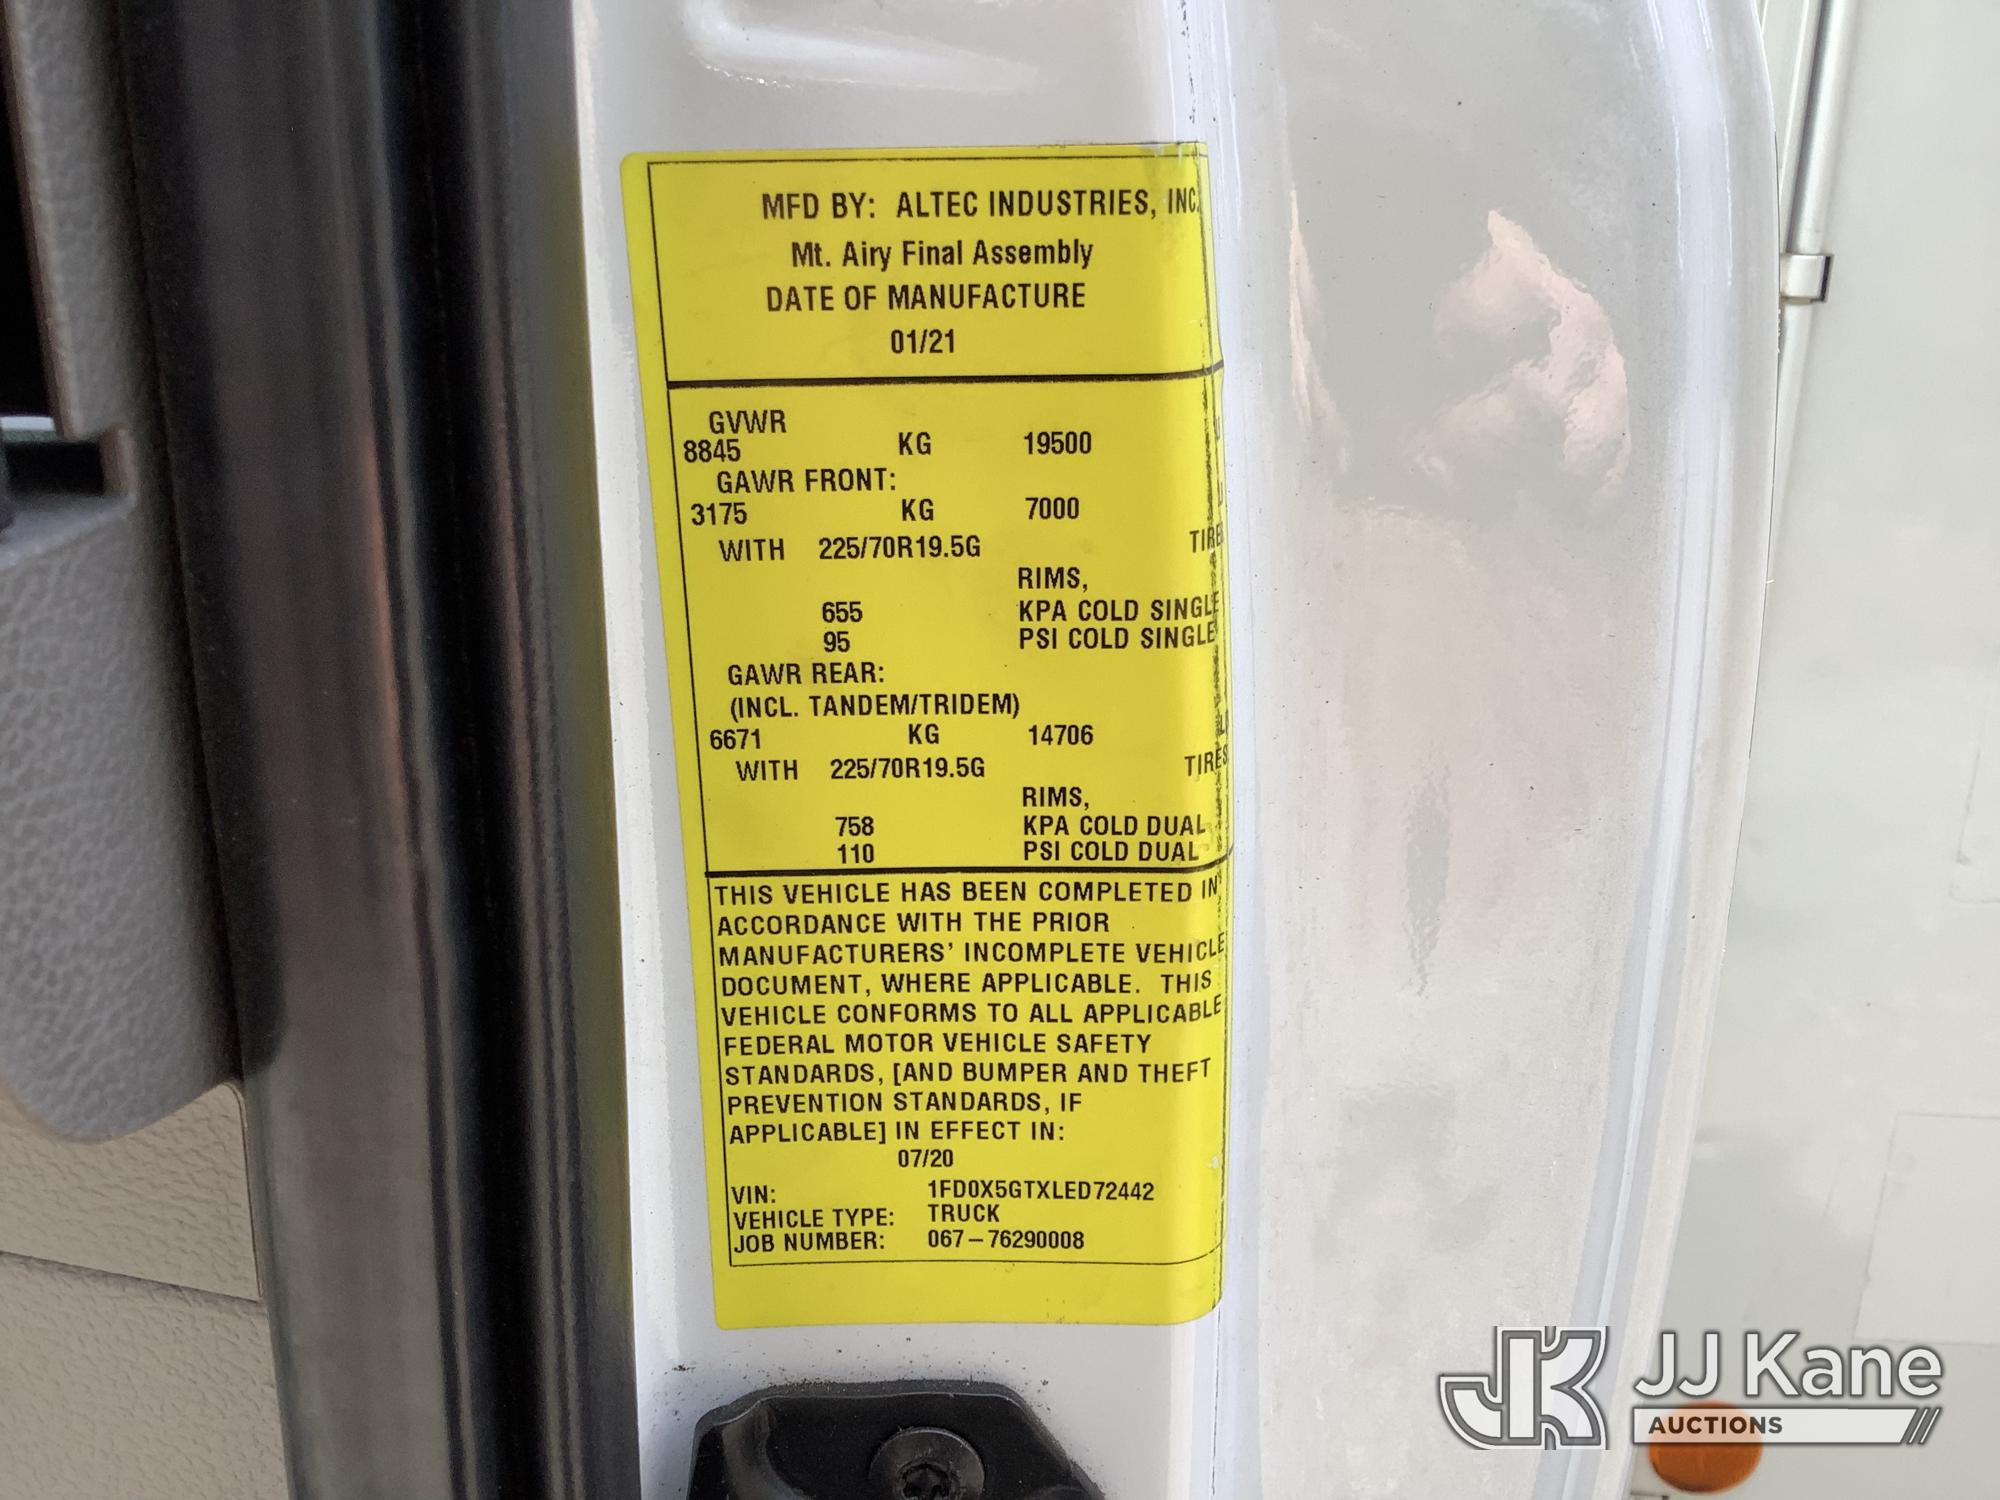 MFD BY: ALTEC INDUSTRIES, INC.
Mt. Airy Final Assembly
DATE OF MANUFACTURE
01/21
GVWR
8845 KG 19500
GAWR FRONT:
3175 KG 7000
WITH 225/70R19.5G TIRES
RIMS,
655 KPA COLD SINGLE
95 PSI COLD SINGLE
GAWR REAR:
(INCL. TANDEM/TRIDEM)
6671 KG 14706
WITH 225/70R19.5G TIRES
RIMS,
758 KPA COLD DUAL
110 PSI COLD DUAL
THIS VEHICLE HAS BEEN COMPLETED IN
ACCORDANCE WITH THE PRIOR
MANUFACTURERS' INCOMPLETE VEHICLE
DOCUMENT, WHERE APPLICABLE. THIS
VEHICLE CONFORMS TO ALL APPLICABLE
FEDERAL MOTOR VEHICLE SAFETY
STANDARDS, [AND BUMPER AND THEFT
PREVENTION STANDARDS, IF
APPLICABLE] IN EFFECT IN:
07/20
VIN: 1FD0X5GTXLED72442
VEHICLE TYPE: TRUCK
JOB NUMBER: 067-76290008
JK JJ Kane
AUCTIONS